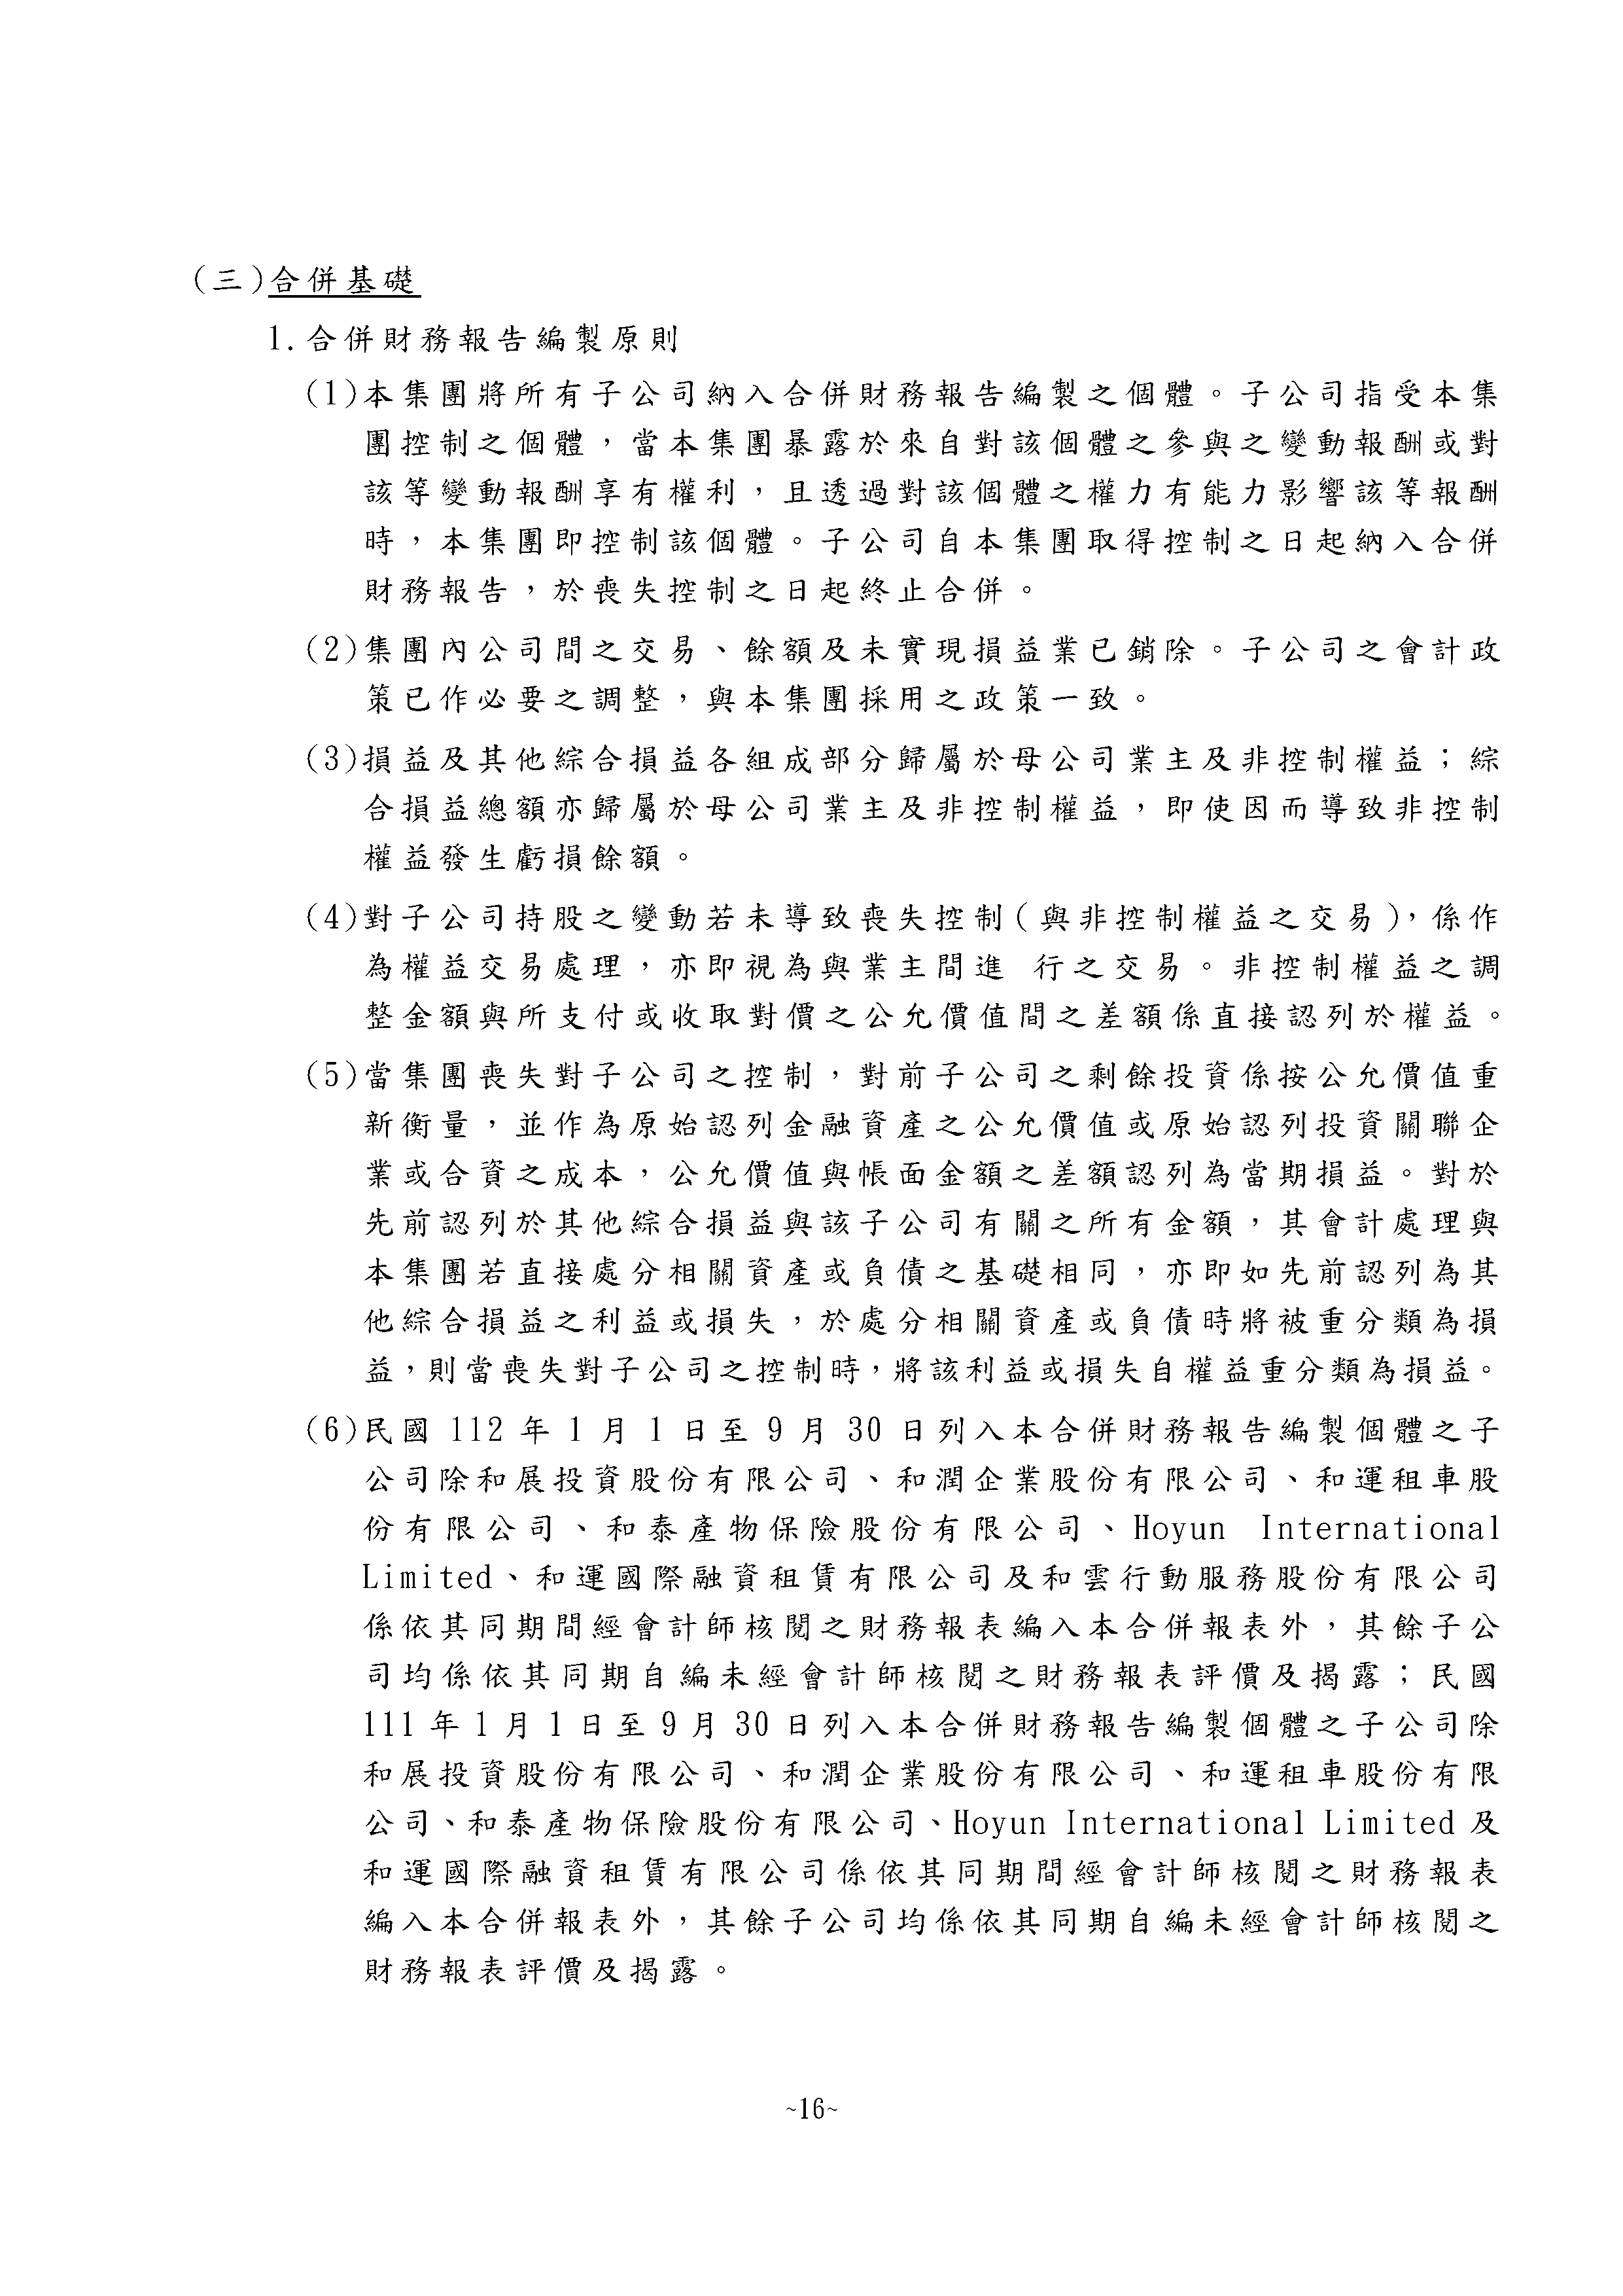 (三)合併基礎
1.合併財務報告編製原則
(1)本集團將所有子公司納入合併財務報告編製之個體。子公司指受本集
團控制之個體，當本集團暴露於來自對該個體之參與之變動報酬或對
該等變動報酬享有權利，且透過對該個體之權力有能力影響該等報酬
時，本集團即控制該個體。子公司自本集團取得控制之日起納入合併
財務報告，於喪失控制之日起終止合併。
(2)集團內公司間之交易、餘額及未實現損益業已銷除。子公司之會計政
策已作必要之調整，與本集團採用之政策一致。
(3)損益及其他綜合損益各組成部分歸屬於母公司業主及非控制權益；綜
合損益總額亦歸屬於母公司業主及非控制權益，即使因而導致非控制
權益發生虧損餘額。
(4)對子公司持股之變動若未導致喪失控制(與非控制權益之交易)，係作
為權益交易處理，亦即視為與業主間進 行之交易。非控制權益之調
整金額與所支付或收取對價之公允價值間之差額係直接認列於權益。
(5)當集團喪失對子公司之控制，對前子公司之剩餘投資係按公允價值重
新衡量，並作為原始認列金融資產之公允價值或原始認列投資關聯企
業或合資之成本，公允價值與帳面金額之差額認列為當期損益。對於
先前認列於其他綜合損益與該子公司有關之所有金額，其會計處理與
本集團若直接處分相關資產或負債之基礎相同，亦即如先前認列為其
他綜合損益之利益或損失，於處分相關資產或負債時將被重分類為損
益，則當喪失對子公司之控制時，將該利益或損失自權益重分類為損益。
(6)民國 112 年 1 月 1 日至 9 月 30 日列入本合併財務報告編製個體之子
公司除和展投資股份有限公司、和潤企業股份有限公司、和運租車股
份有限公司、和泰產物保險股份有限公司、Hoyun International
Limited、和運國際融資租賃有限公司及和雲行動服務股份有限公司
係依其同期間經會計師核閱之財務報表編入本合併報表外，其餘子公
司均係依其同期自編未經會計師核閱之財務報表評價及揭露；民國
111 年 1 月 1 日至 9 月 30 日列入本合併財務報告編製個體之子公司除
和展投資股份有限公司、和潤企業股份有限公司、和運租車股份有限
公司、和泰產物保險股份有限公司、Hoyun International Limited 及
和運國際融資租賃有限公司係依其同期間經會計師核閱之財務報表
編入本合併報表外，其餘子公司均係依其同期自編未經會計師核閱之
財務報表評價及揭露。
~16~